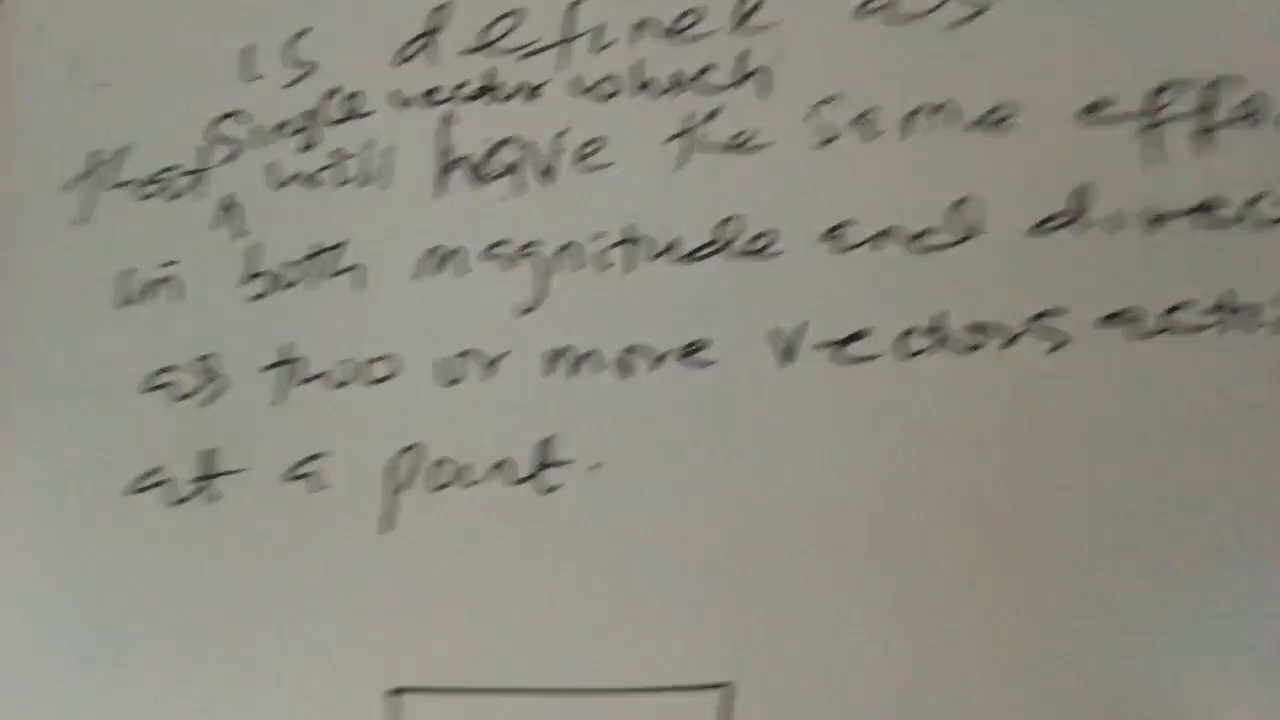 is defined as
single vector which
that ^ will have the same effe
in both magnitude and direc
as two or more vectors acti
at a point.